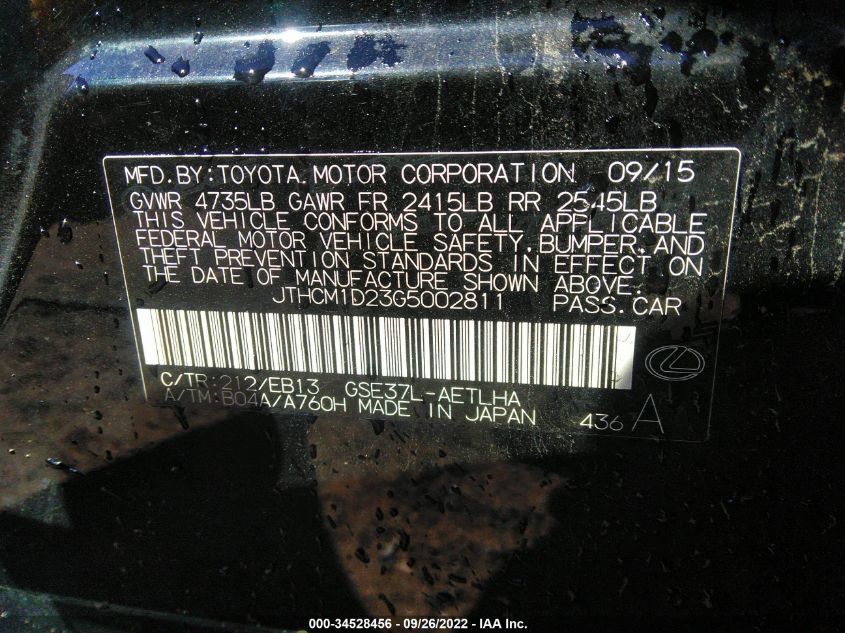 MFD.BY:TOYOTA MOTOR CORPORATION 09/15
GVWR 4735LB GAWR FR 2415LB RR 2545LB
THIS VEHICLE CONFORMS TO ALL APPLICABLE
FEDERAL MOTOR VEHICLE SAFETY,BUMPER,AND
THEFT PREVENTION STANDARDS IN EFFECT ON
THE DATE OF MANUFACTURE SHOWN ABOVE.
JTHCM1D23G5002811 PASS.CAR
C/TR:212/EB13 GSE37L-AETLHA
A/TM:B04A/A760H MADE IN JAPAN 436 A
000-34528456 - 09/26/2022 - IAA Inc.